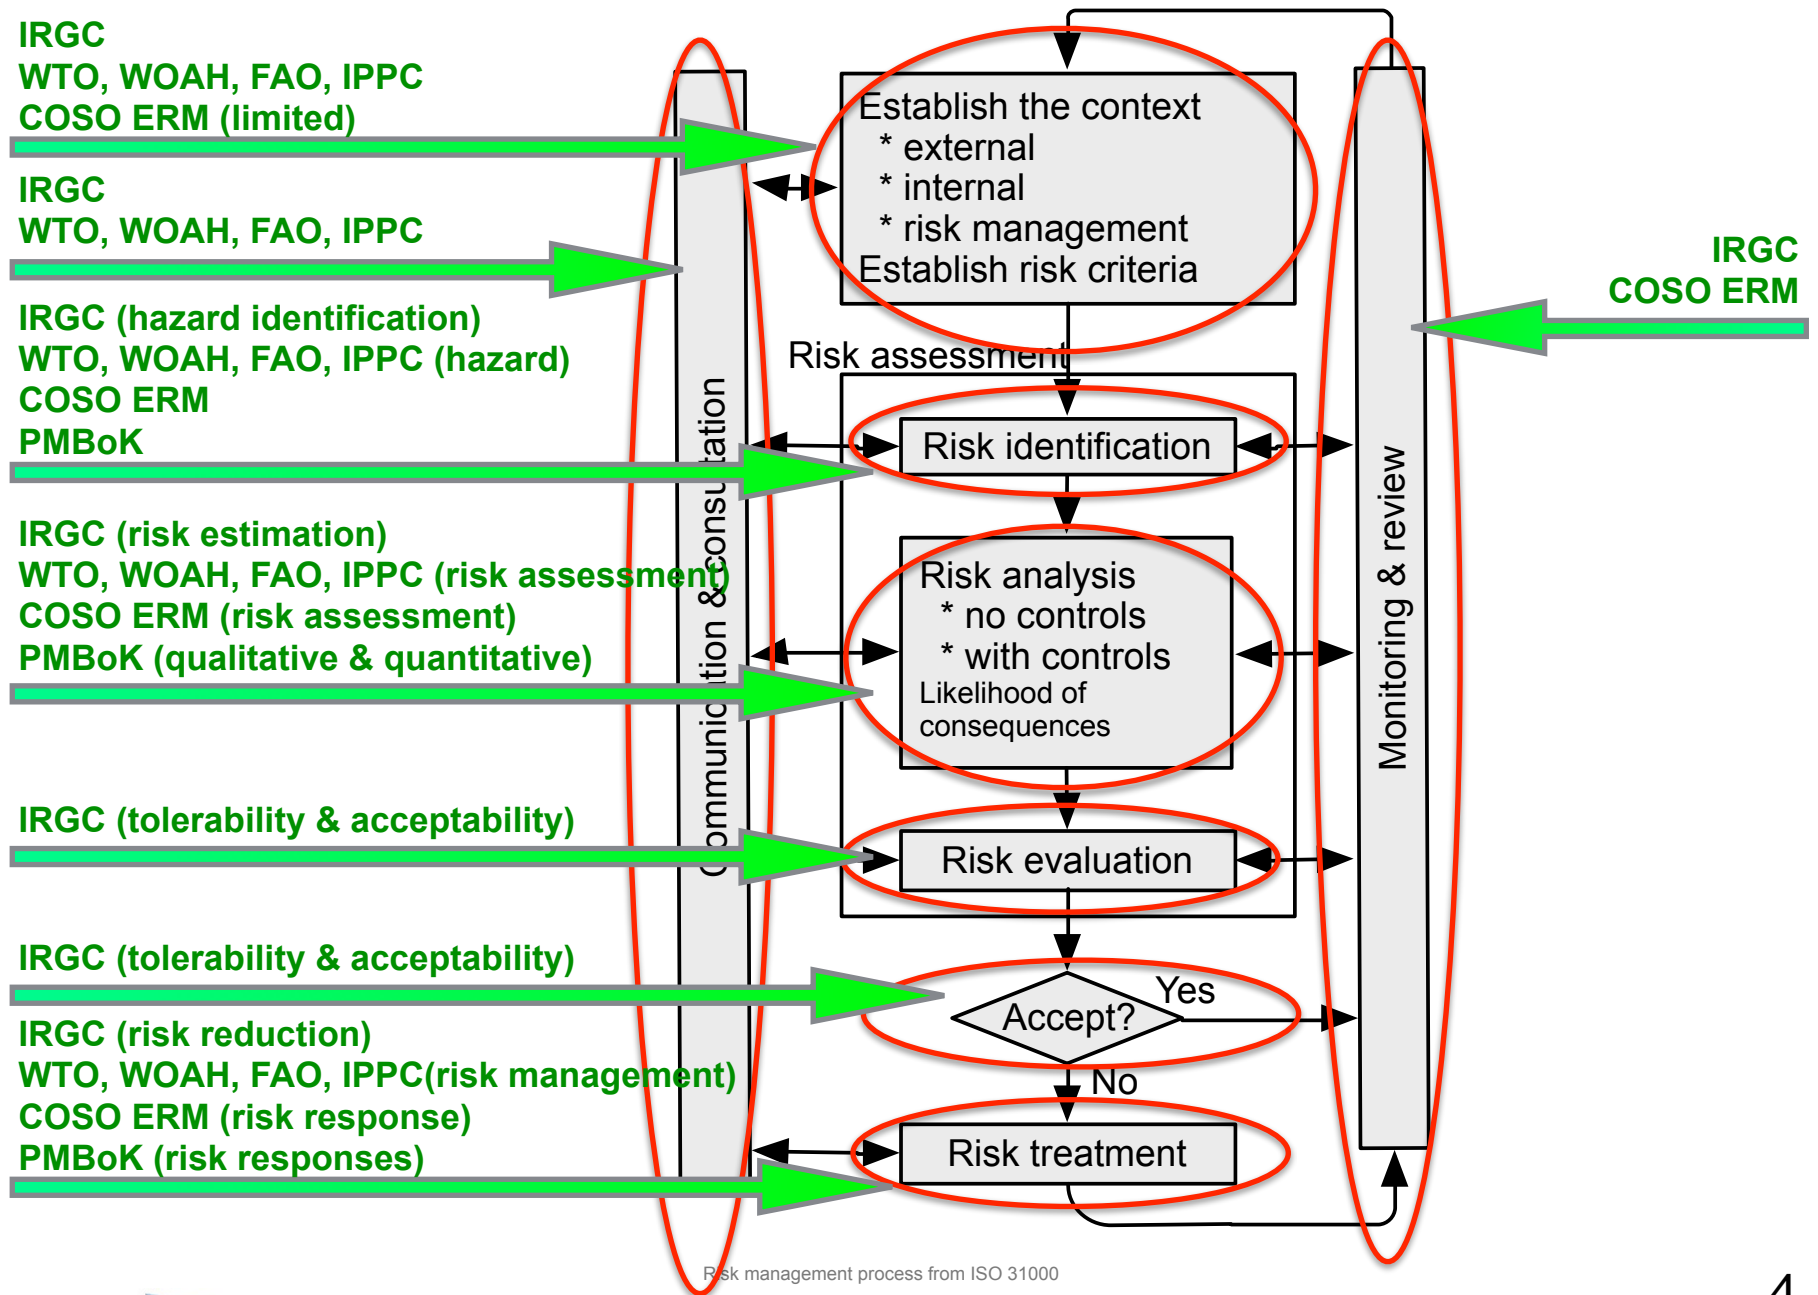 IRGC
WTO, WOAH, FAO, IPPC
COSO ERM (limited)
IRGC
WTO, WOAH, FAO, IPPC
IRGC (hazard identification)
WTO, WOAH, FAO, IPPC (hazard)
COSO ERM
PMBoK
IRGC (risk estimation)
WTO, WOAH, FAO, IPPC (risk assessment)
COSO ERM (risk assessment)
PMBoK (qualitative & quantitative)
IRGC (tolerability & acceptability)
IRGC (tolerability & acceptability)
IRGC (risk reduction)
WTO, WOAH, FAO, IPPC(risk management)
COSO ERM (risk response)
PMBoK (risk responses)
Communication & consultation
Establish the context
* external
* internal
* risk management
Establish risk criteria
Risk assessment
Risk identification
Risk analysis
* no controls
* with controls
Likelihood of
consequences
Risk evaluation
Accept?
Yes
No
Risk treatment
Monitoring & review
IRGC
COSO ERM
Risk management process from ISO 31000
4